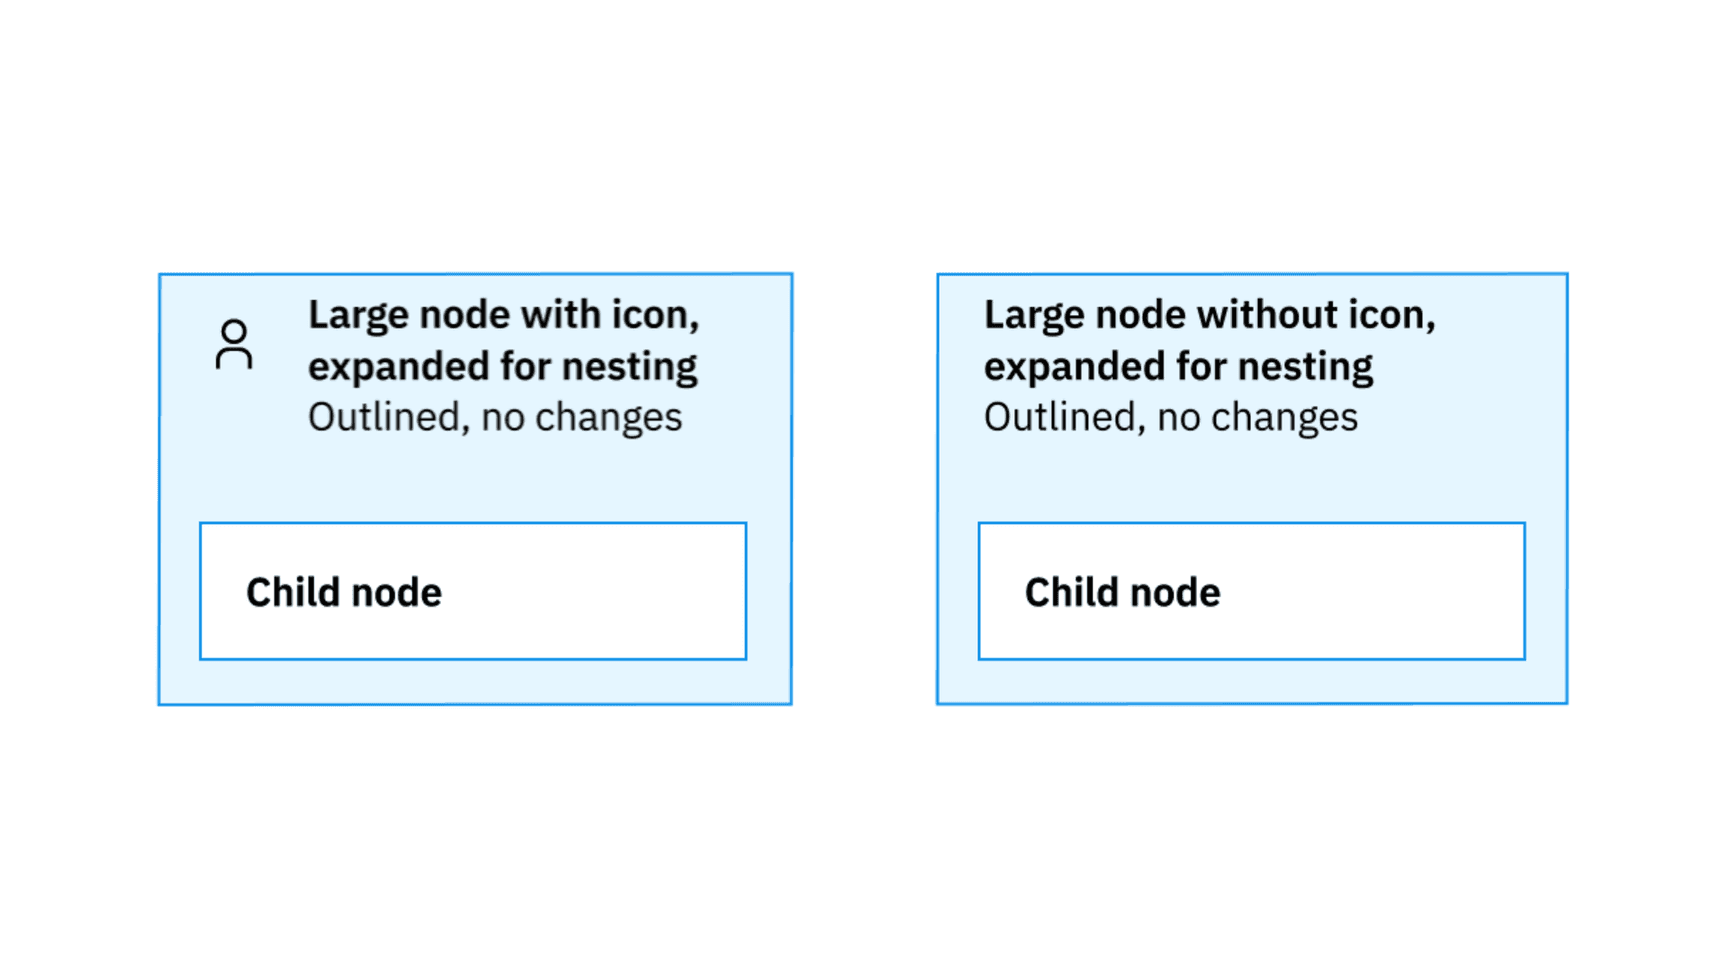 Large node with icon,
expanded for nesting
Outlined, no changes
Child node
Large node without icon,
expanded for nesting
Outlined, no changes
Child node